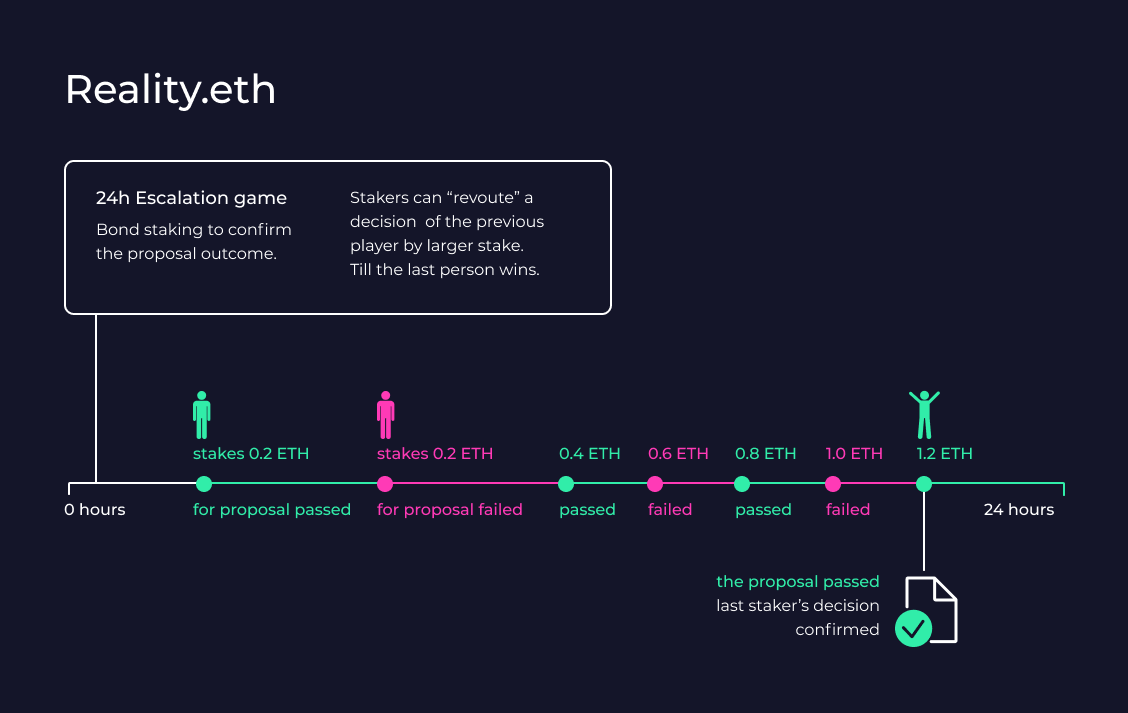 Reality.eth
24h Escalation game
Bond staking to confirm
the proposal outcome.
Stakers can “revoute” a
decision  of the previous
player by larger stake.
Till the last person wins.
stakes 0.2 ETH
stakes 0.2 ETH
0.4 ETH
0.6 ETH
0.8 ETH
1.0 ETH
1.2 ETH
0 hours
for proposal passed
for proposal failed
passed
failed
passed
failed
24 hours
the proposal passed
last staker’s decision
confirmed